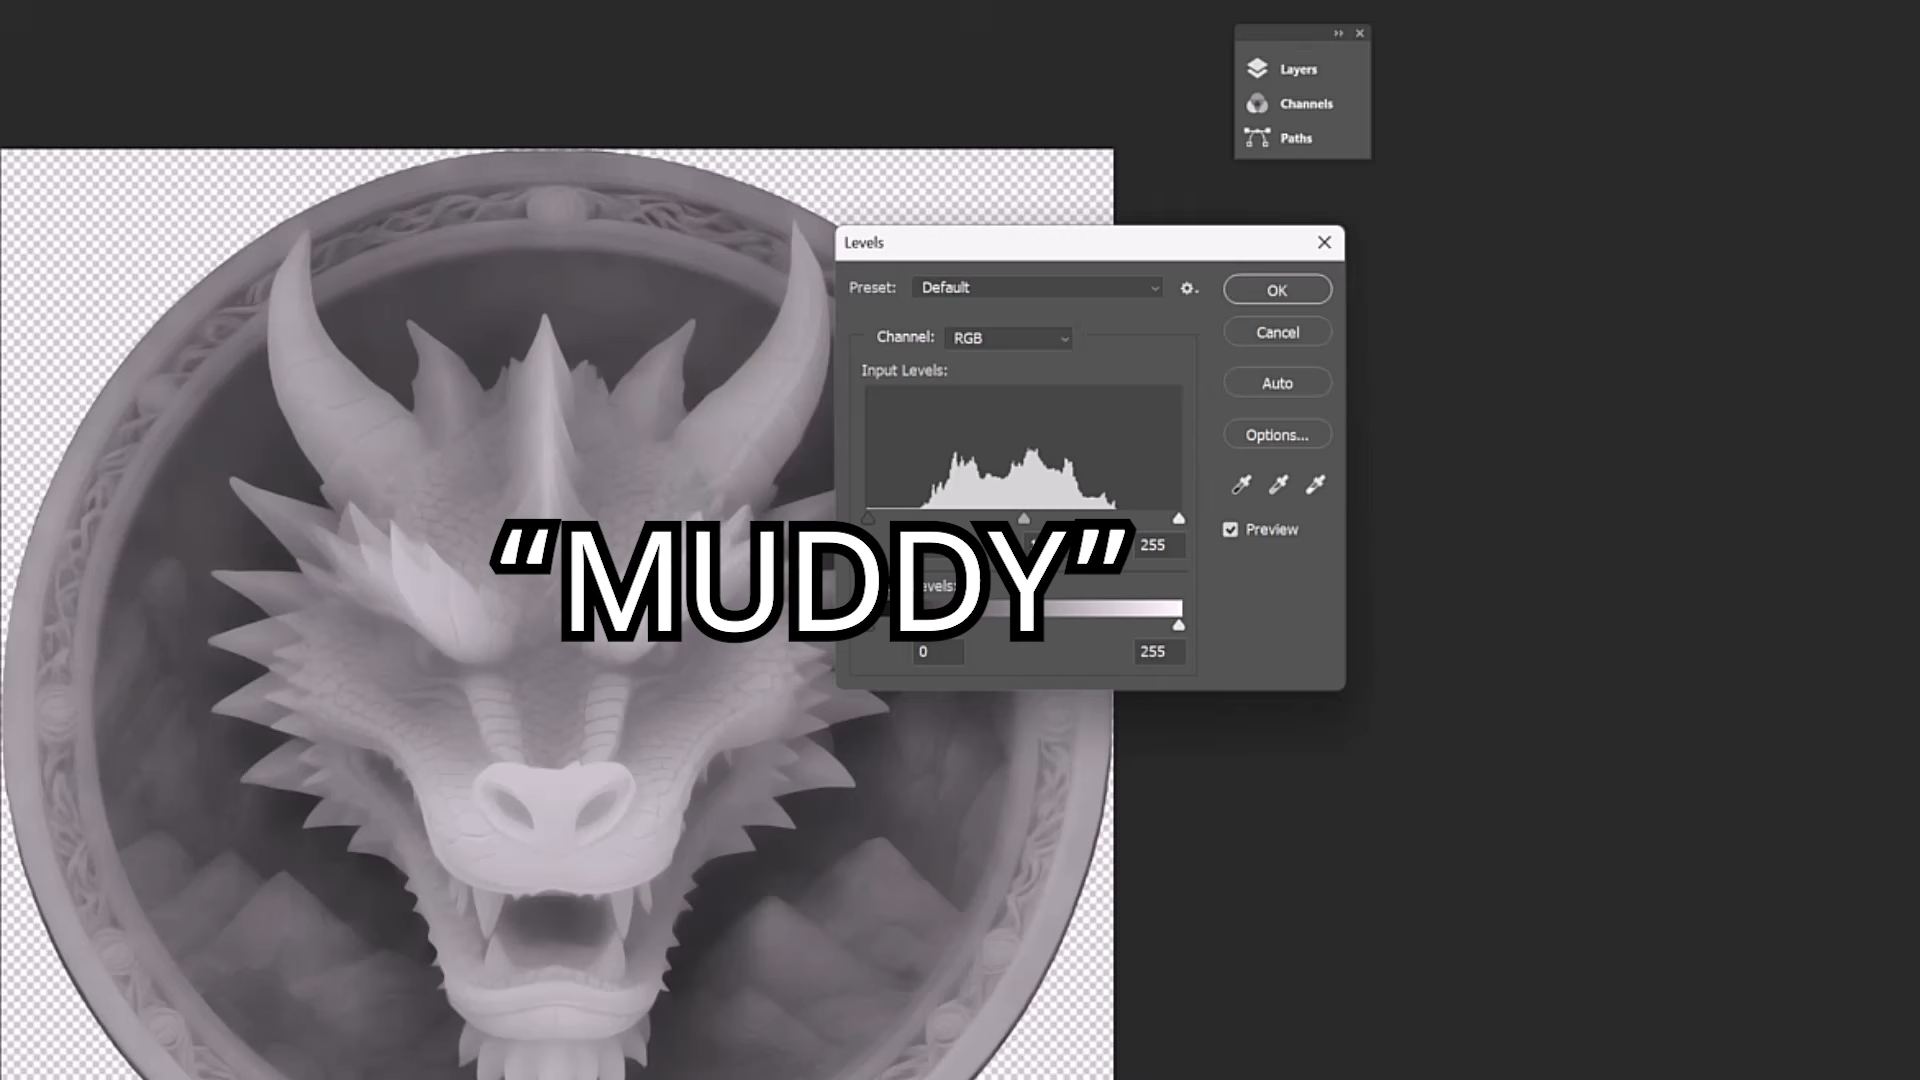 Layers
Channels
Paths
Levels
Preset: Default
OK
Channel: RGB
Cancel
Input Levels:
Auto
Options...
Preview
255
“MUDDY”
0
255